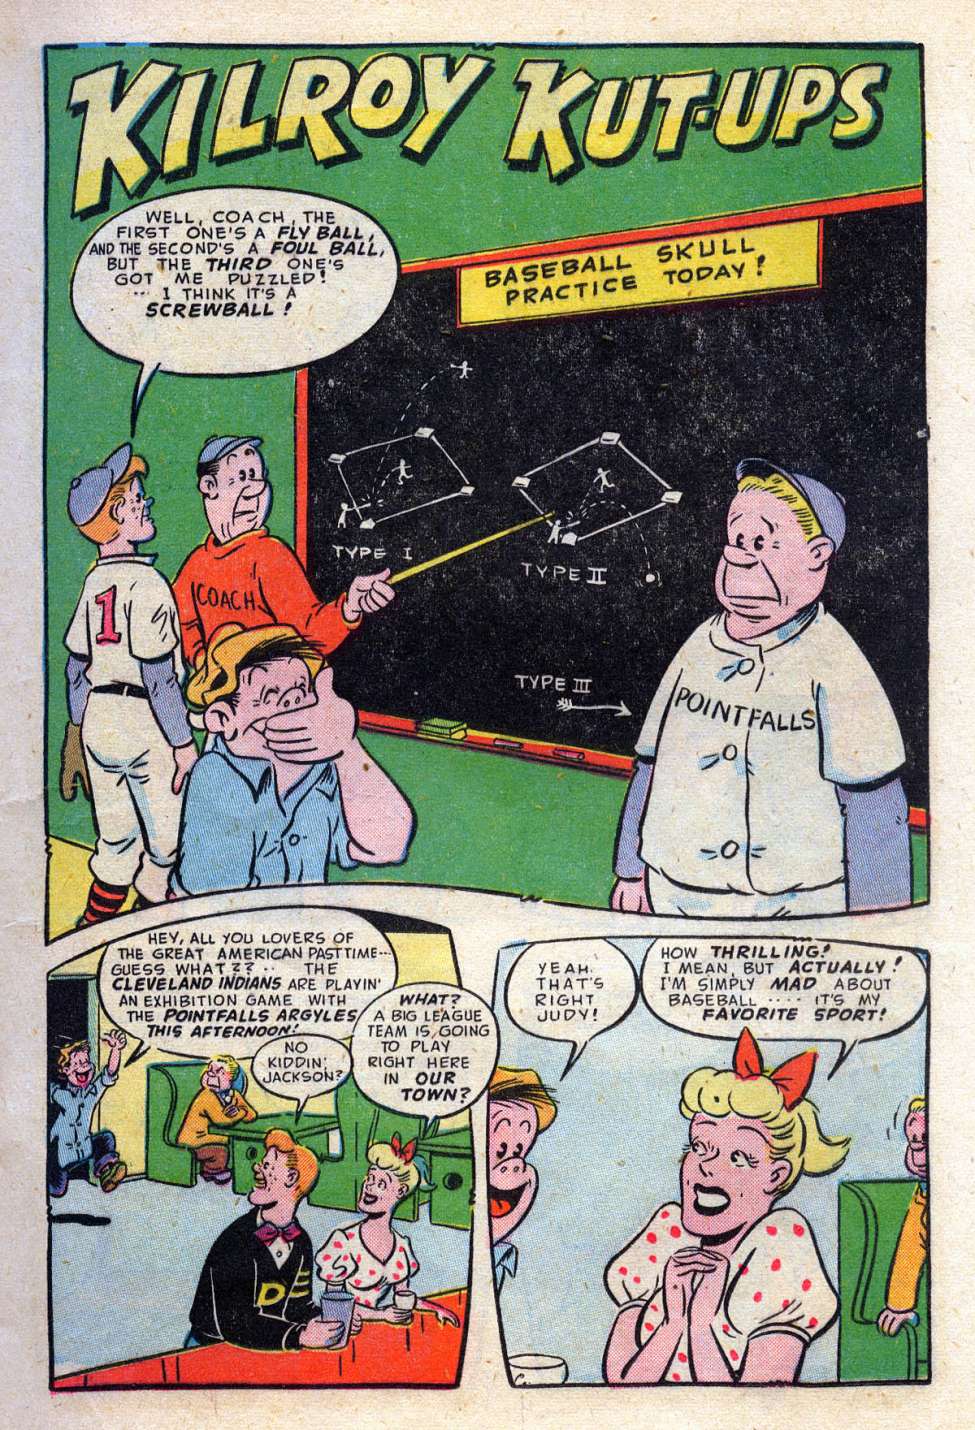 KILROY KUT-UPS
WELL, COACH, THE
FIRST ONE'S A FLY BALL,
AND THE SECOND'S A FOUL BALL,
BUT THE THIRD ONE'S
GOT ME PUZZLED!
.. I THINK IT'S A
SCREWBALL!
BASEBALL SKULL
PRACTICE TODAY!
TYPE I
TYPE II
TYPE III
COACH
1
POINTFALLS
HEY, ALL YOU LOVERS OF
THE GREAT AMERICAN PASTTIME...
GUESS WHAT?? .. THE
CLEVELAND INDIANS ARE PLAYIN'
AN EXHIBITION GAME WITH
THE POINTFALLS ARGYLES
THIS AFTERNOON!
NO
KIDDIN',
JACKSON?
WHAT?
A BIG LEAGUE
TEAM IS GOING
TO PLAY
RIGHT HERE
IN OUR
TOWN?
DE
YEAH.
THAT'S
RIGHT
JUDY!
HOW THRILLING!
I MEAN, BUT ACTUALLY!
I'M SIMPLY MAD ABOUT
BASEBALL .... IT'S MY
FAVORITE SPORT!